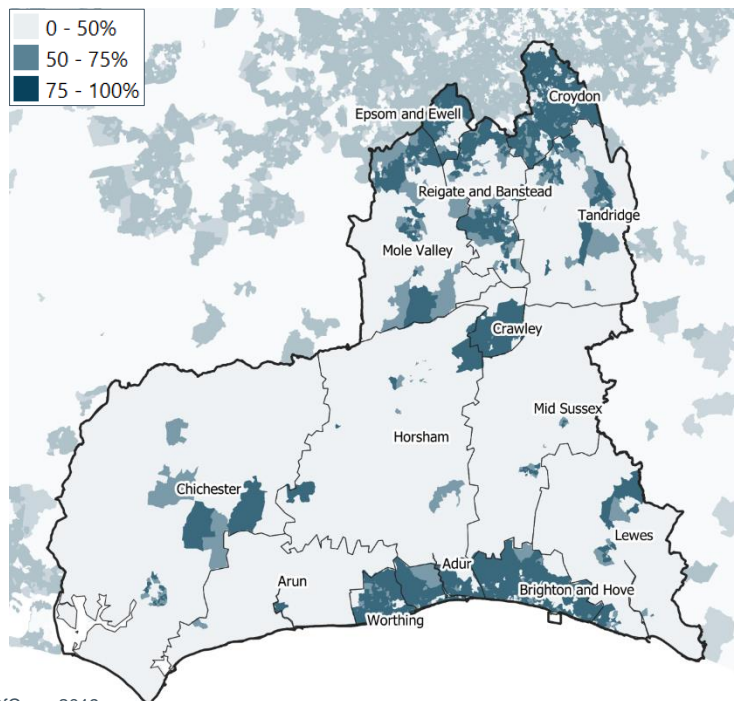 0 - 50%
50 - 75%
75 - 100%
Croydon
Epsom and Ewell
Reigate and Banstead
Tandridge
Mole Valley
Crawley
Mid Sussex
Horsham
Chichester
Lewes
Adur
Arun
Brighton and Hove
Worthing